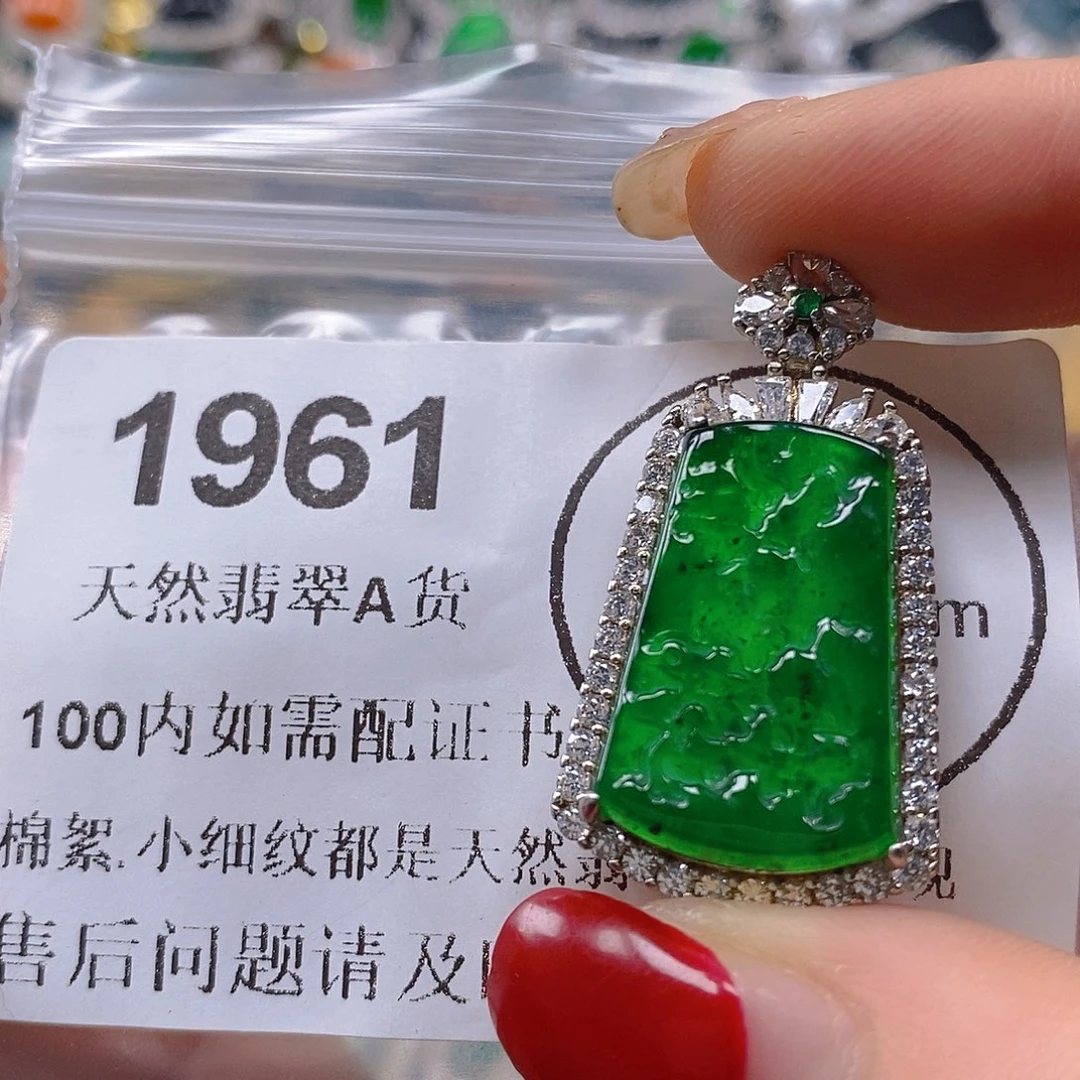 1961
天然翡翠A货
m
100内如需配证书
棉絮.小细纹都是天然翡
售后问题请及